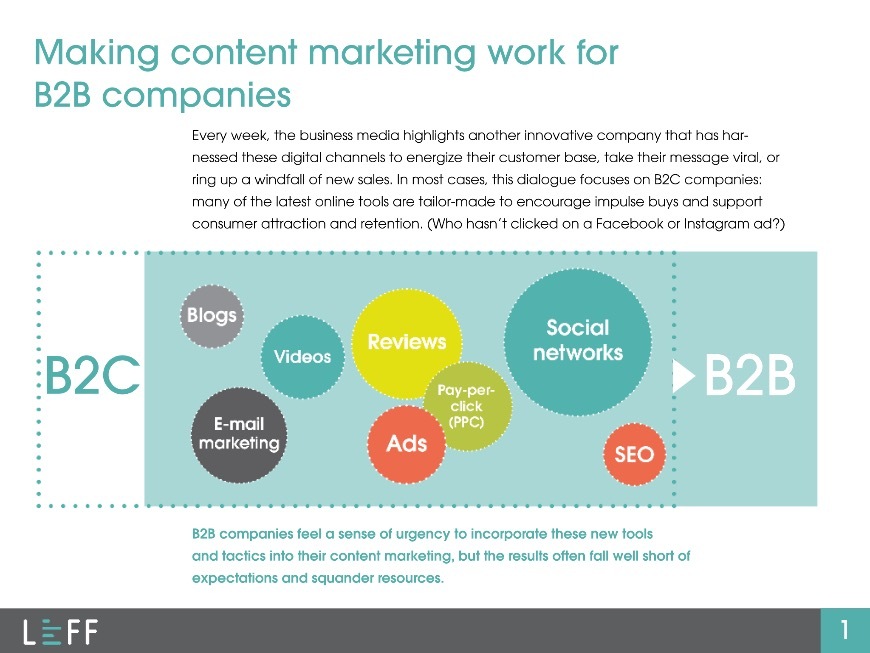 Making content marketing work for
B2B companies
Every week, the business media highlights another innovative company that has har-
nessed these digital channels to energize their customer base, take their message viral, or
ring up a windfall of new sales. In most cases, this dialogue focuses on B2C companies:
many of the latest online tools are tailor-made to encourage impulse buys and support
consumer attraction and retention. (Who hasn't clicked on a Facebook or Instagram ad?)
B2C
Blogs
Videos
Reviews
Social
networks
E-mail
marketing
Ads
Pay-per-
click
(PPC)
SEO
B2B
B2B companies feel a sense of urgency to incorporate these new tools
and tactics into their content marketing, but the results often fall well short of
expectations and squander resources.
LEFF
1